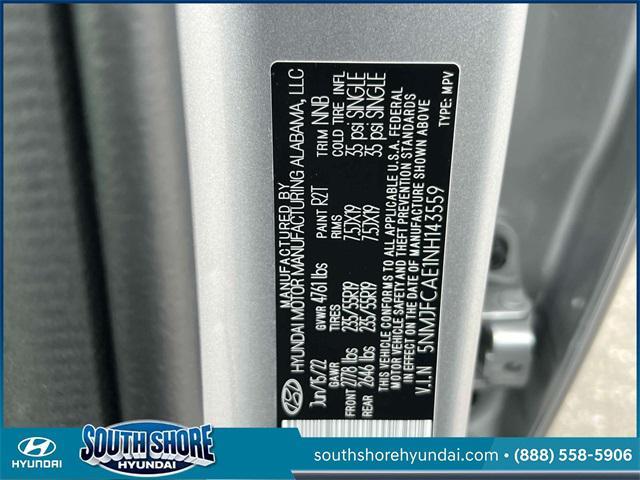 MANUFACTURED BY
HYUNDAI MOTOR MANUFACTURING ALABAMA, LLC
Jun/15/22 GVWR 4761 lbs PAINT R2T TRIM NNB
GAWR TIRES RIMS COLD TIRE INFL
FRONT 2778 lbs 235/55R19 7.5JX19 35 psi SINGLE
REAR 2646 lbs 235/55R19 7.5JX19 35 psi SINGLE
THIS VEHICLE CONFORMS TO ALL APPLICABLE U.S.A. FEDERAL
MOTOR VEHICLE SAFETY AND THEFT PREVENTION STANDARDS
IN EFFECT ON THE DATE OF MANUFACTURE SHOWN ABOVE
V.I.N 5NMJFCAE1NH143559 TYPE: MPV
HYUNDAI
SOUTH SHORE
HYUNDAI
southshorehyundai.com • (888) 558-5906